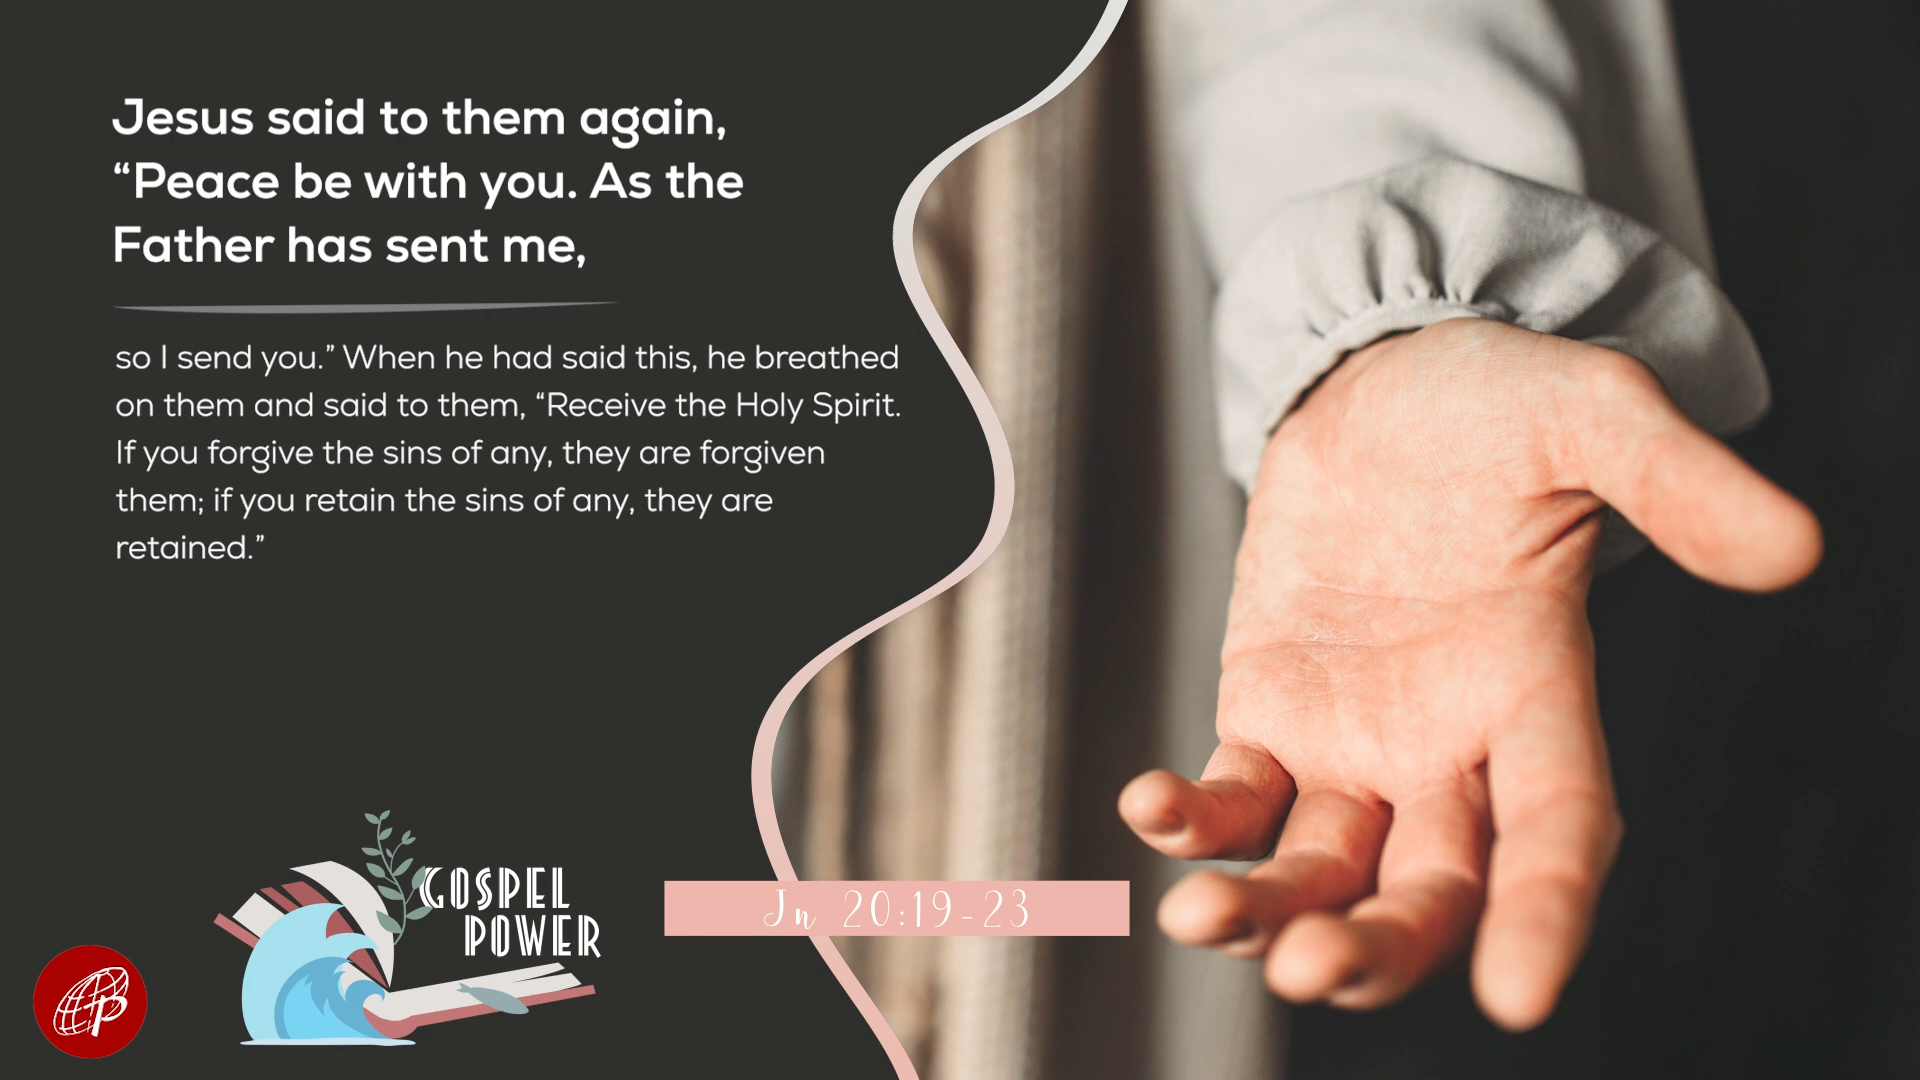 Jesus said to them again,
“Peace be with you. As the
Father has sent me,
so I send you.” When he had said this, he breathed
on them and said to them, “Receive the Holy Spirit.
If you forgive the sins of any, they are forgiven
them; if you retain the sins of any, they are
retained.”
GOSPEL
POWER
Jn 20:19-23